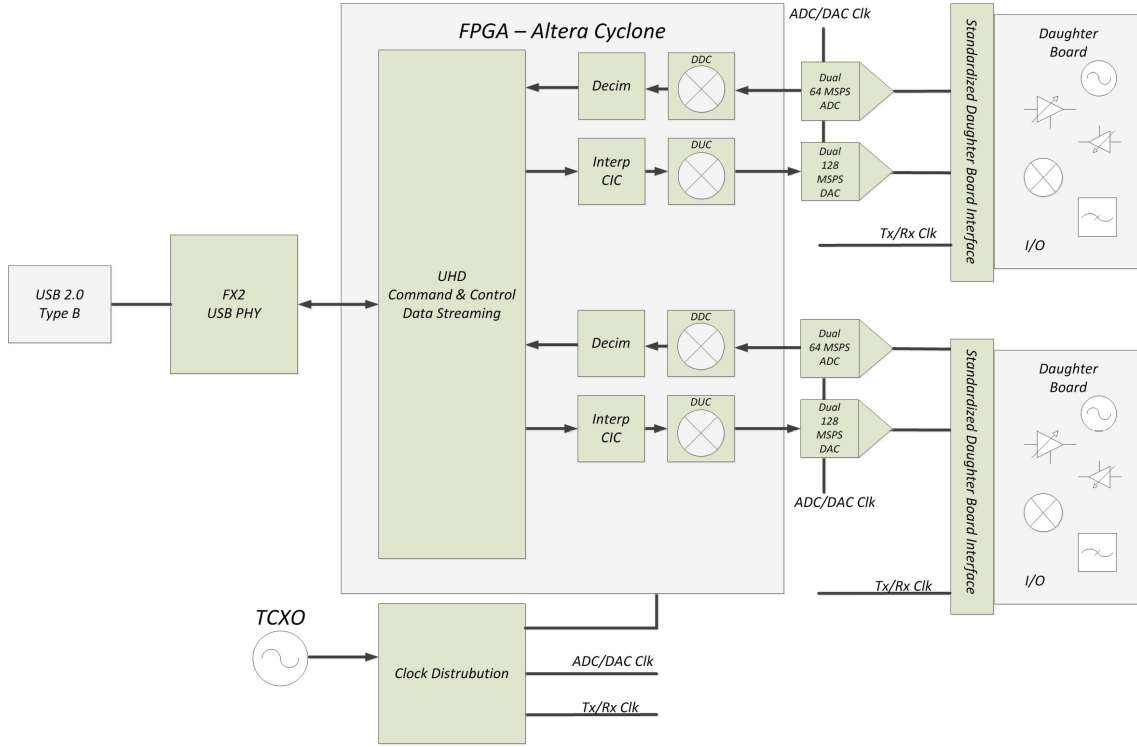 FPGA – Altera Cyclone
ADC/DAC Clk
Decim
DDC
Dual
64 MSPS
ADC
Interp
CIC
DUC
Dual
128
MSPS
DAC
Tx/Rx Clk
Standardized Daughter Board Interface
Daughter
Board
I/O
USB 2.0
Type B
FX2
USB PHY
UHD
Command & Control
Data Streaming
Decim
DDC
Dual
64 MSPS
ADC
Interp
CIC
DUC
Dual
128
MSPS
DAC
ADC/DAC Clk
Tx/Rx Clk
Standardized Daughter Board Interface
Daughter
Board
I/O
TCXO
Clock Distrubution
ADC/DAC Clk
Tx/Rx Clk